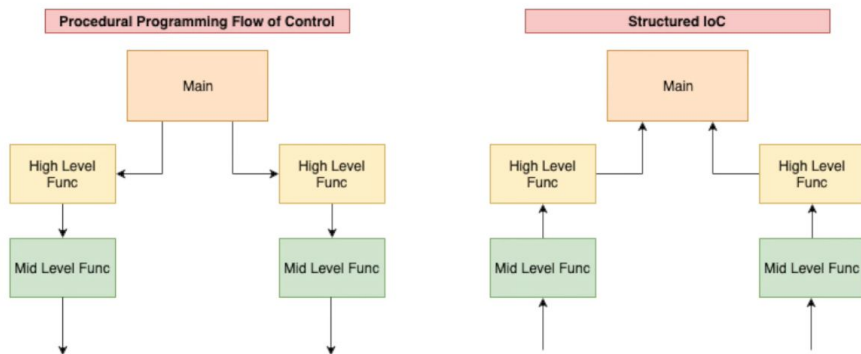 Procedural Programming Flow of Control
Structured IoC
Main
Main
High Level
Func
High Level
Func
High Level
Func
High Level
Func
Mid Level Func
Mid Level Func
Mid Level Func
Mid Level Func